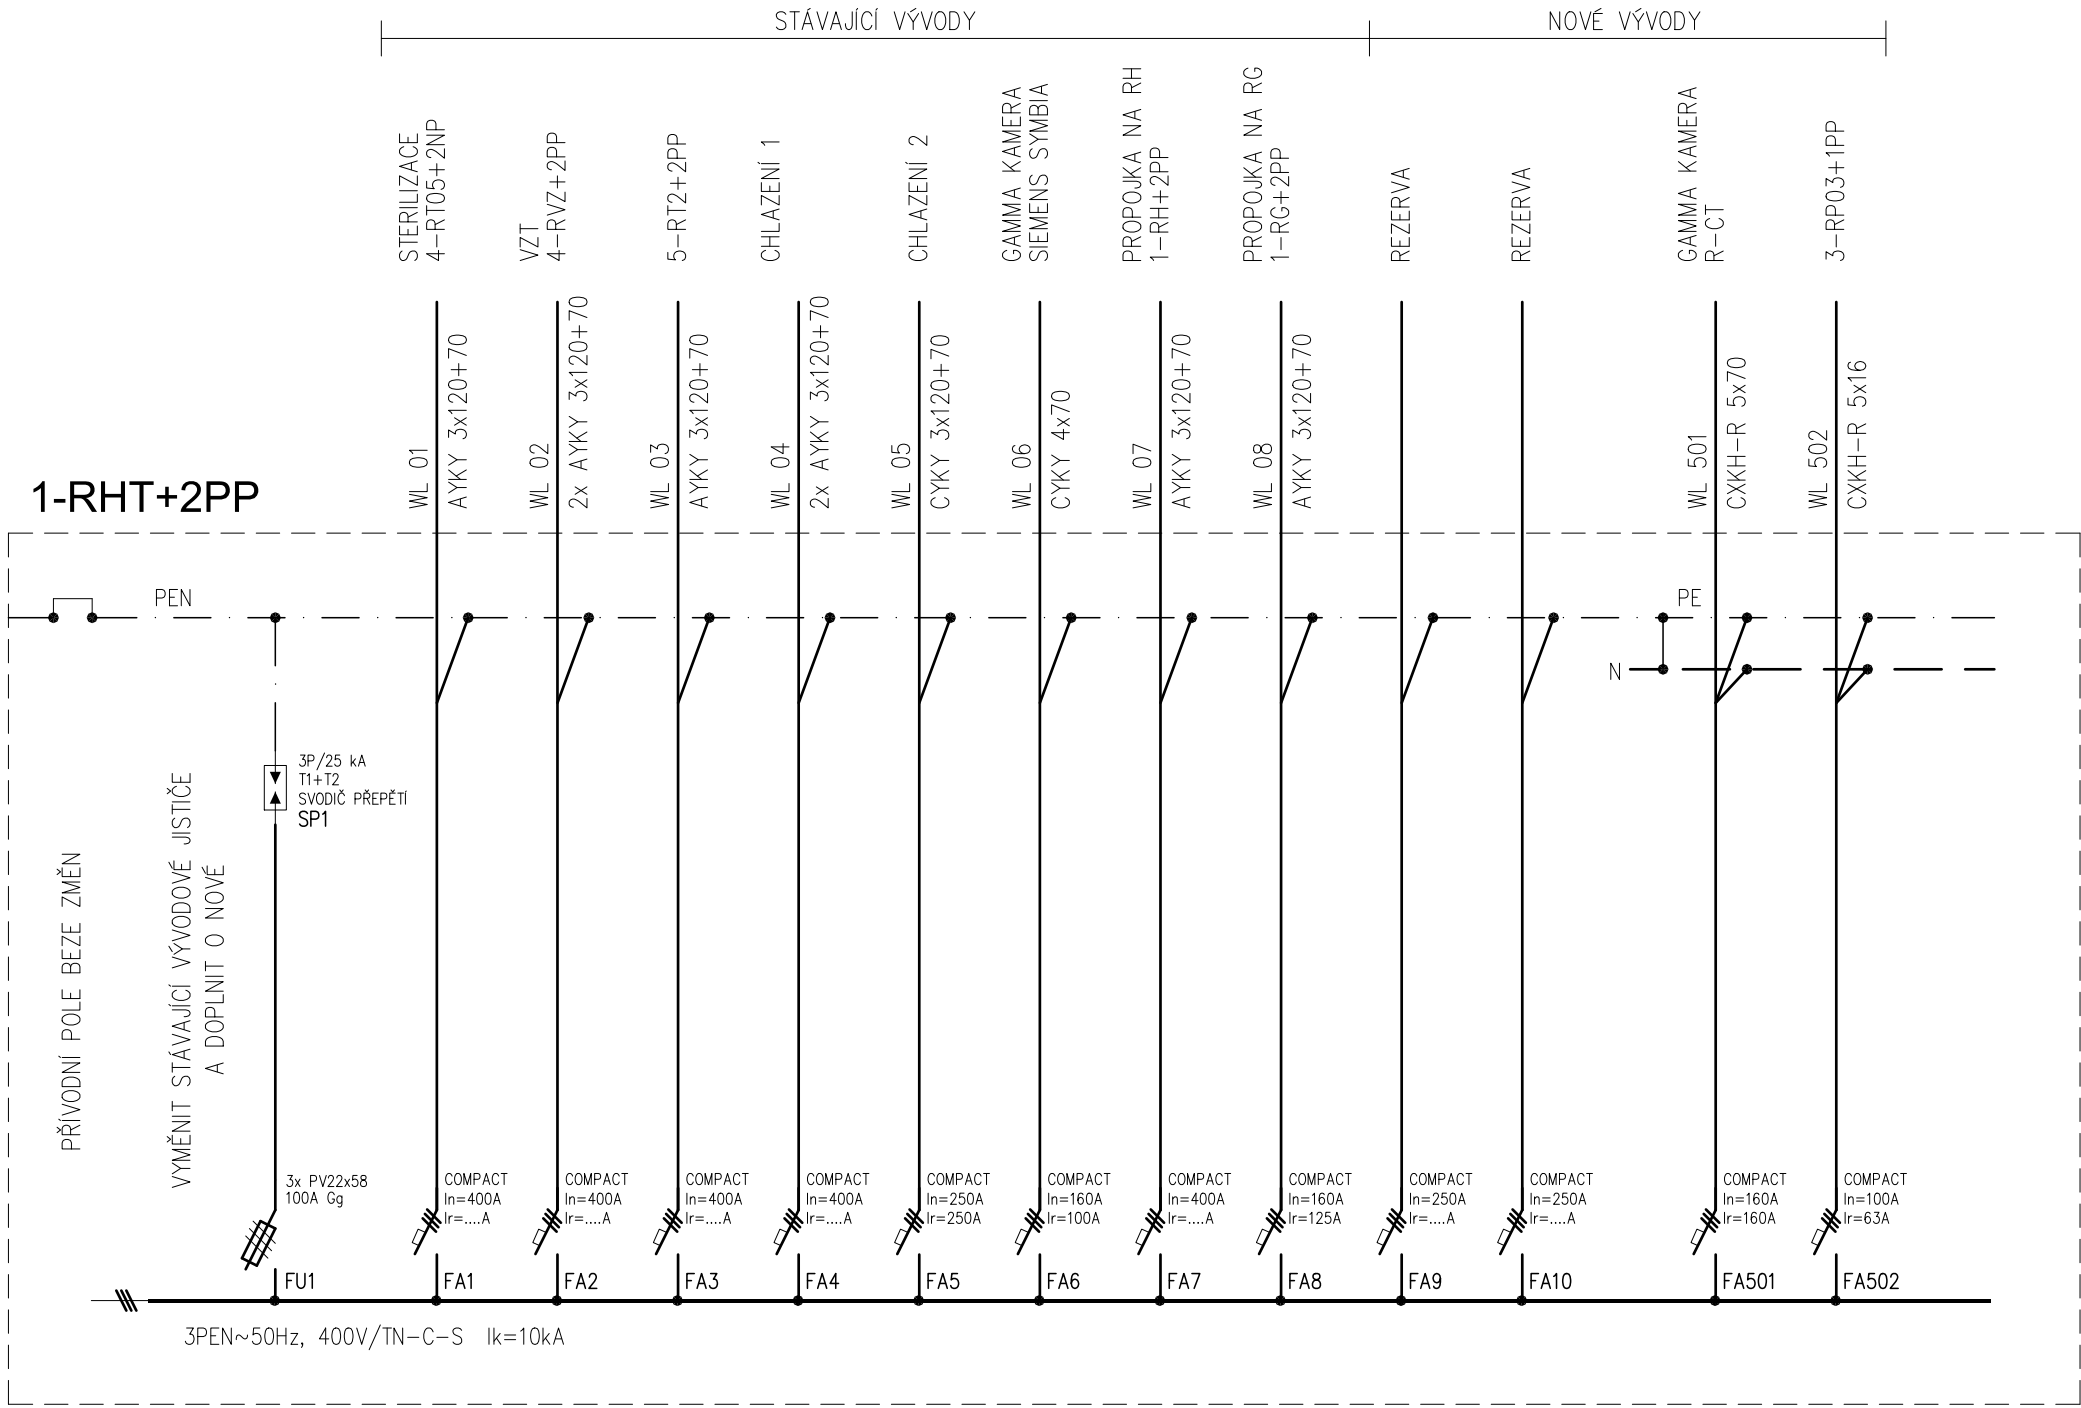 STÁVAJÍCÍ VÝVODY
NOVÉ VÝVODY
STERILIZACE
4-RT05+2NP
VZT
4-RVZ+2PP
5-RT2+2PP
CHLAZENÍ 1
CHLAZENÍ 2
GAMMA KAMERA
SIEMENS SYMBIA
PROPOJKA NA RH
1-RH+2PP
PROPOJKA NA RG
1-RG+2PP
REZERVA
REZERVA
GAMMA KAMERA
R-CT
3-RP03+1PP
WL 01
AYKY 3x120+70
WL 02
2x AYKY 3x120+70
WL 03
AYKY 3x120+70
WL 04
2x AYKY 3x120+70
WL 05
CYKY 3x120+70
WL 06
CYKY 4x70
WL 07
AYKY 3x120+70
WL 08
AYKY 3x120+70
WL 501
CXKH-R 5x70
WL 502
CXKH-R 5x16
1-RHT+2PP
PEN
PE
N
3P/25 kA
T1+T2
SVODIČ PŘEPĚTÍ
SP1
PŘÍVODNÍ POLE BEZE ZMĚN
VYMĚNIT STÁVAJÍCÍ VÝVODOVÉ JISTIČE
A DOPLNIT O NOVÉ
3x PV22x58
100A Gg
FU1
COMPACT
In=400A
Ir=....A
FA1
COMPACT
In=400A
Ir=....A
FA2
COMPACT
In=400A
Ir=....A
FA3
COMPACT
In=400A
Ir=....A
FA4
COMPACT
In=250A
Ir=250A
FA5
COMPACT
In=160A
Ir=100A
FA6
COMPACT
In=400A
Ir=....A
FA7
COMPACT
In=160A
Ir=125A
FA8
COMPACT
In=250A
Ir=....A
FA9
COMPACT
In=250A
Ir=....A
FA10
COMPACT
In=160A
Ir=160A
FA501
COMPACT
In=100A
Ir=63A
FA502
3PEN~50Hz, 400V/TN-C-S Ik=10kA